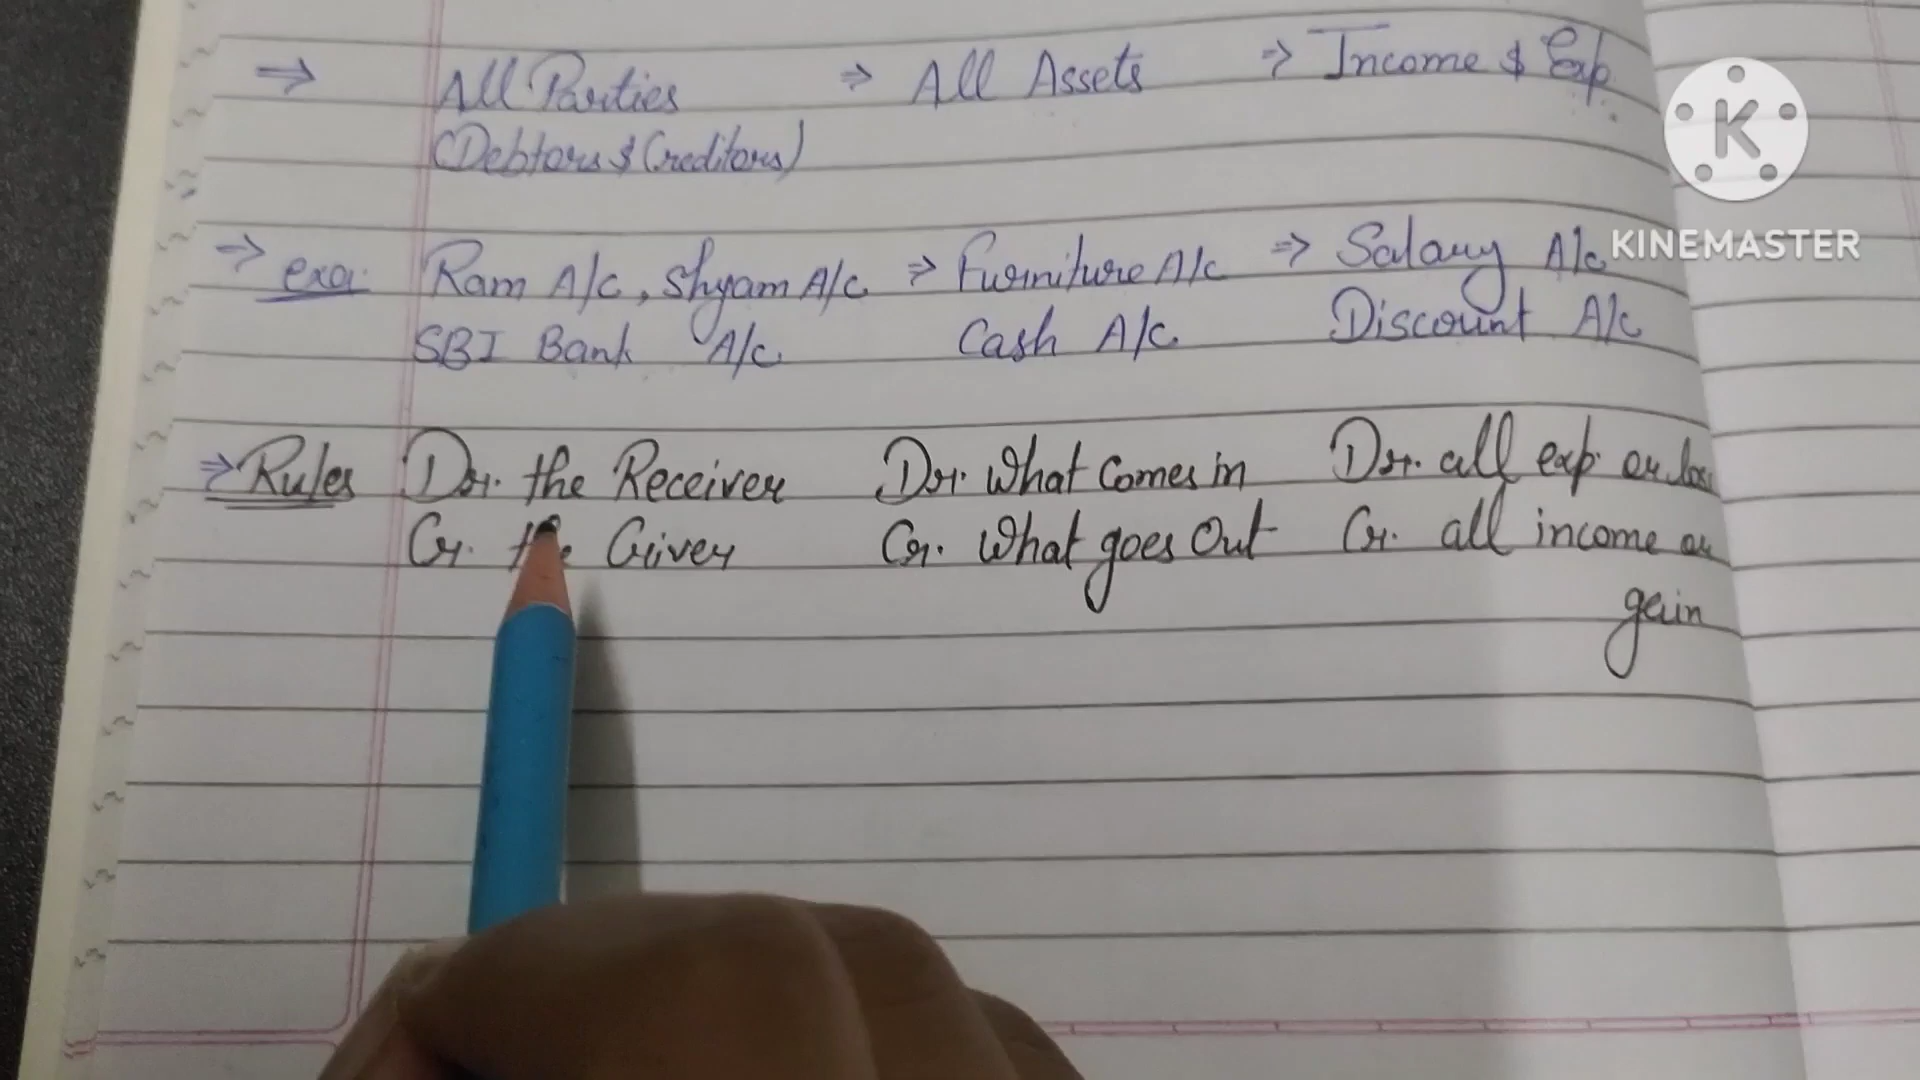 ⇒ All Parties ⇒ All Assets ⇒ Income & Exp.
(Debtors & Creditors)
⇒ exa: Ram A/c, Shyam A/c ⇒ Furniture A/c ⇒ Salary A/c
SBI Bank A/c Cash A/c Discount A/c
⇒ Rules Dr. the Receiver Dr. What Comes in Dr. all exp. or loss
Cr. the Giver Cr. What goes Out Cr. all income or
gain
K
KINEMASTER